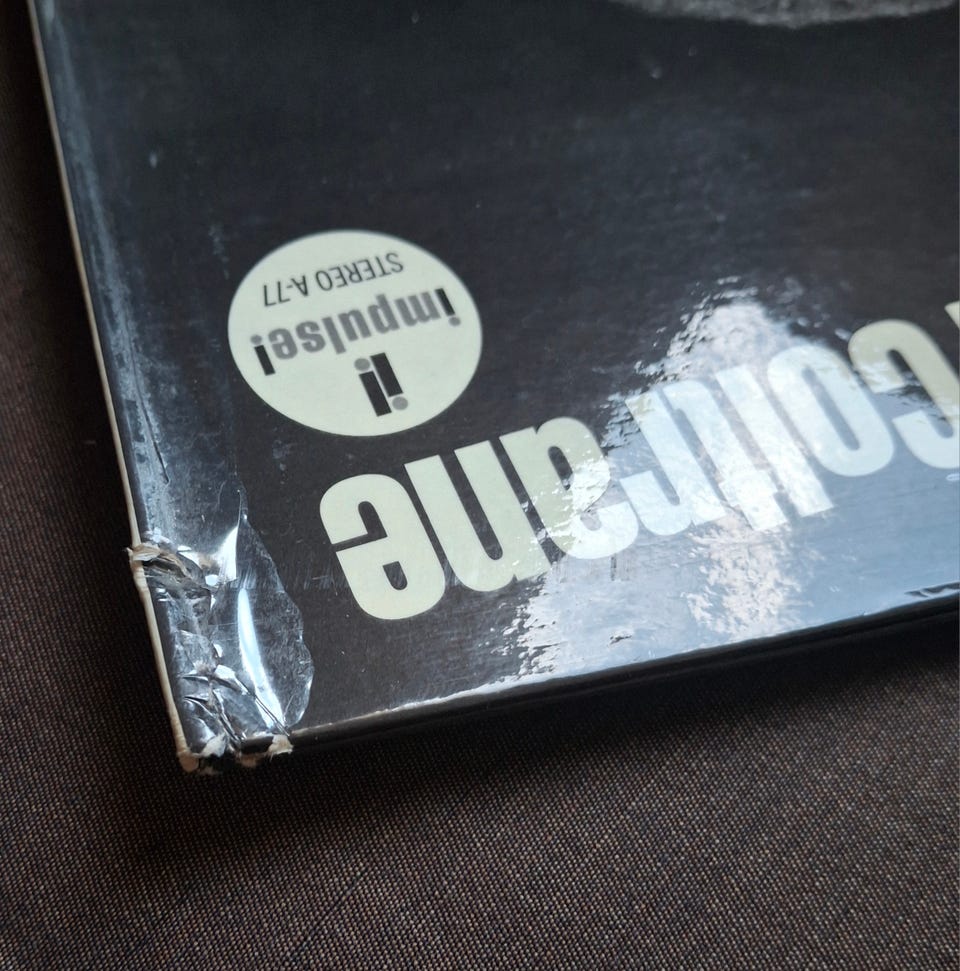 Coltrane
i!
impulse!
STEREO A-77